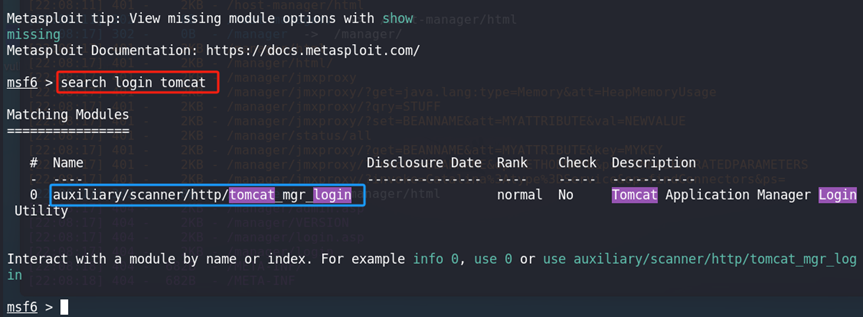 Metasploit tip: View missing module options with show
missing
Metasploit Documentation: https://docs.metasploit.com/
msf6 > search login tomcat
Matching Modules
================
# Name Disclosure Date Rank Check Description
- ---- --------------- ---- ----- -----------
0 auxiliary/scanner/http/tomcat_mgr_login normal No Tomcat Application Manager Login
Utility
Interact with a module by name or index. For example info 0, use 0 or use auxiliary/scanner/http/tomcat_mgr_log
in
msf6 >